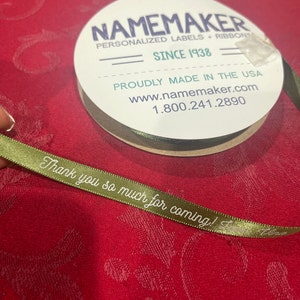 NAMEMAKER
PERSONALIZED LABELS + RIBBONS
SINCE 1938
PROUDLY MADE IN THE USA
www.namemaker.com
1.800.241.2890
Thank you so much for coming!